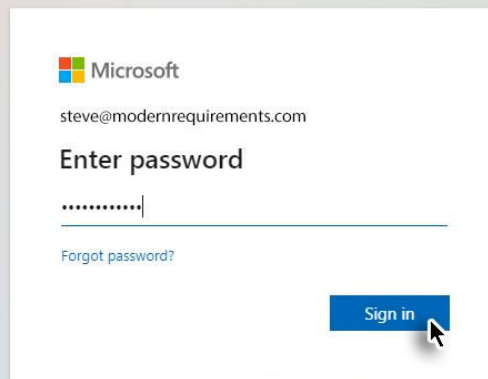 Microsoft
steve@modernrequirements.com
Enter password
••••••••••••
Forgot password?
Sign in